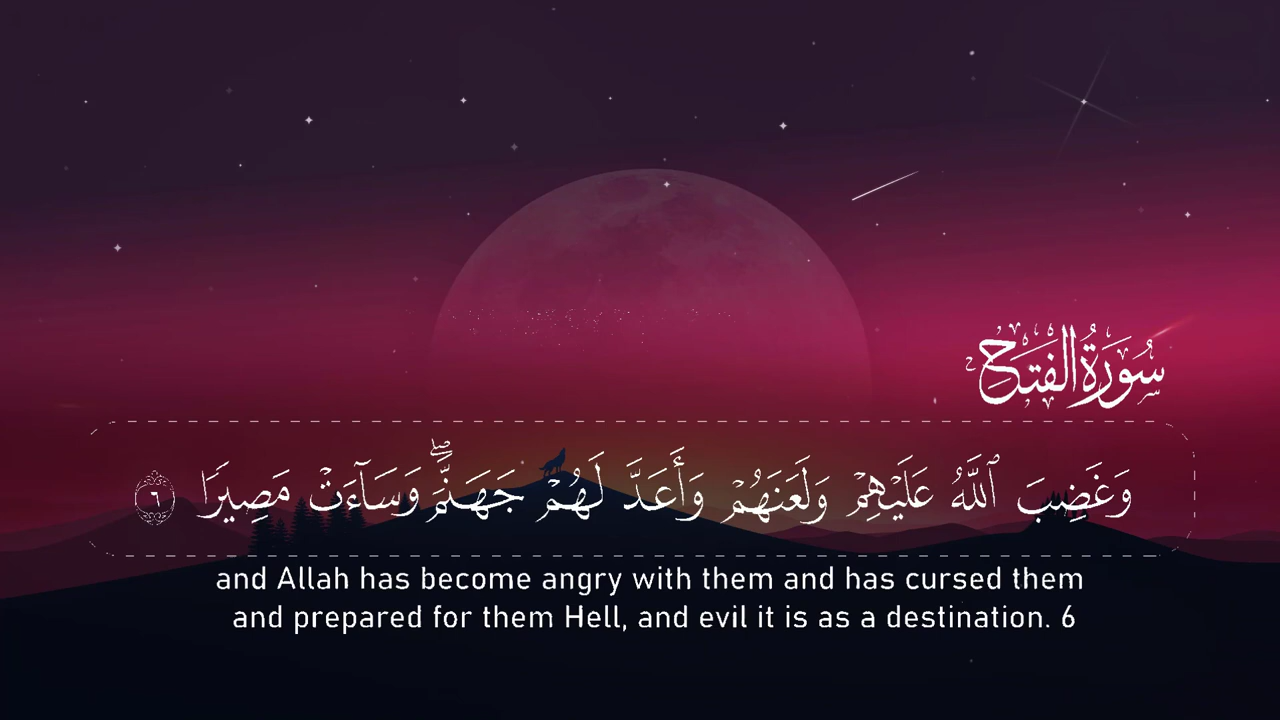 سُورَةُ الفَتۡحِ
وَغَضِبَ ٱللَّهُ عَلَيۡهِمۡ وَلَعَنَهُمۡ وَأَعَدَّ لَهُمۡ جَهَنَّمَۖ وَسَآءَتۡ مَصِيرٗا ٦
and Allah has become angry with them and has cursed them
and prepared for them Hell, and evil it is as a destination. 6